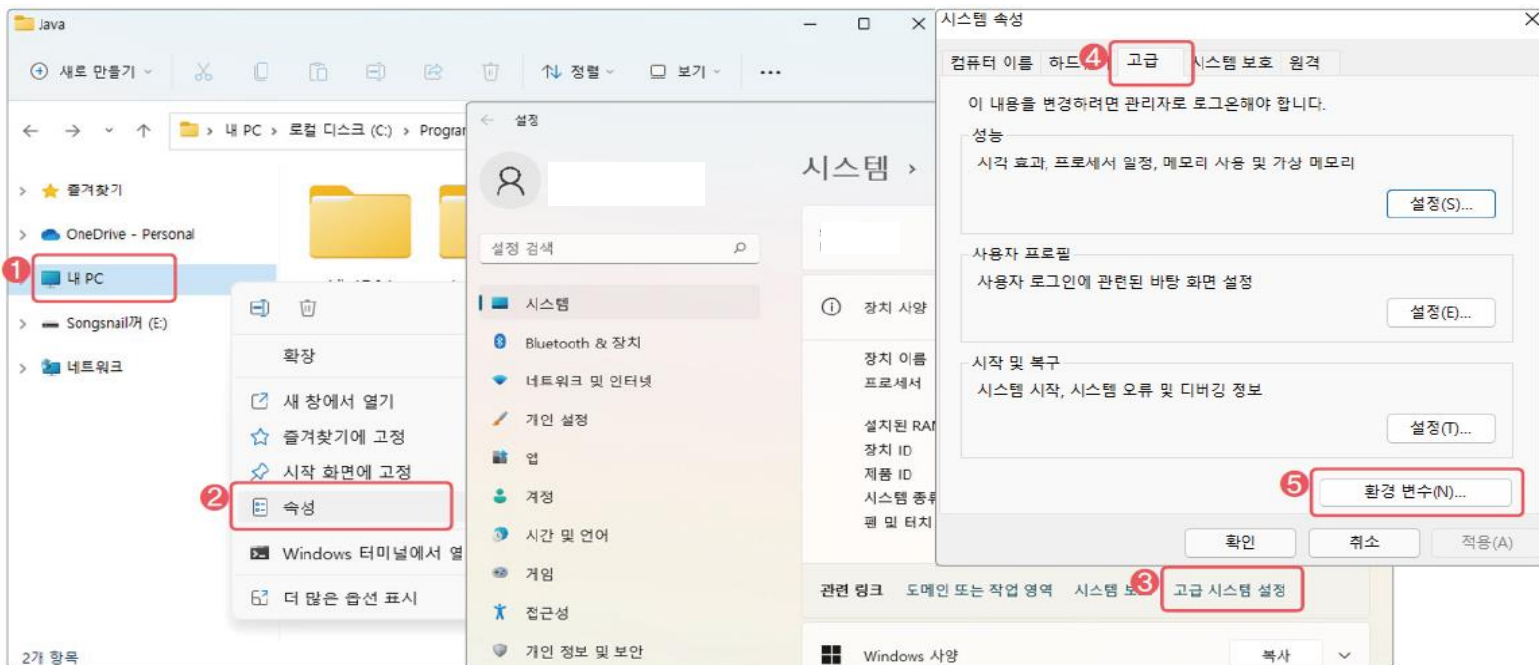 Java
새로 만들기
정렬
보기
내 PC > 로컬 디스크 (C:) >
즐겨찾기
OneDrive - Personal
❶
내 PC
Songsnail꺼 (E:)
네트워크
2개 항목
확장
새 창에서 열기
즐겨찾기에 고정
시작 화면에 고정
❷
속성
Windows 터미널에서
더 많은 옵션 표시
설정
설정 검색
시스템
Bluetooth & 장치
네트워크 및 인터넷
개인 설정
앱
계정
시간 및 언어
게임
접근성
개인 정보 및 보안
시스템 >
장치 사양
장치 이름
프로세서
설치된
장치 ID
제품 ID
시스템
펜 및 터치
관련 링크 도메인 또는 작업 영역 시스템 ❸ 고급 시스템 설정
Windows 사양 복사
시스템 속성
컴퓨터 이름 ❹ 고급 시스템 보호 원격
이 내용을 변경하려면 관리자로 로그온해야 합니다.
성능
시각 효과, 프로세서 일정, 메모리 사용 및 가상 메모리
설정(S)...
사용자 프로필
사용자 로그인에 관련된 바탕 화면 설정
설정(E)...
시작 및 복구
시스템 시작, 시스템 오류 및 디버깅 정보
설정(T)...
❺
환경 변수(N)...
확인 취소 적용(A)